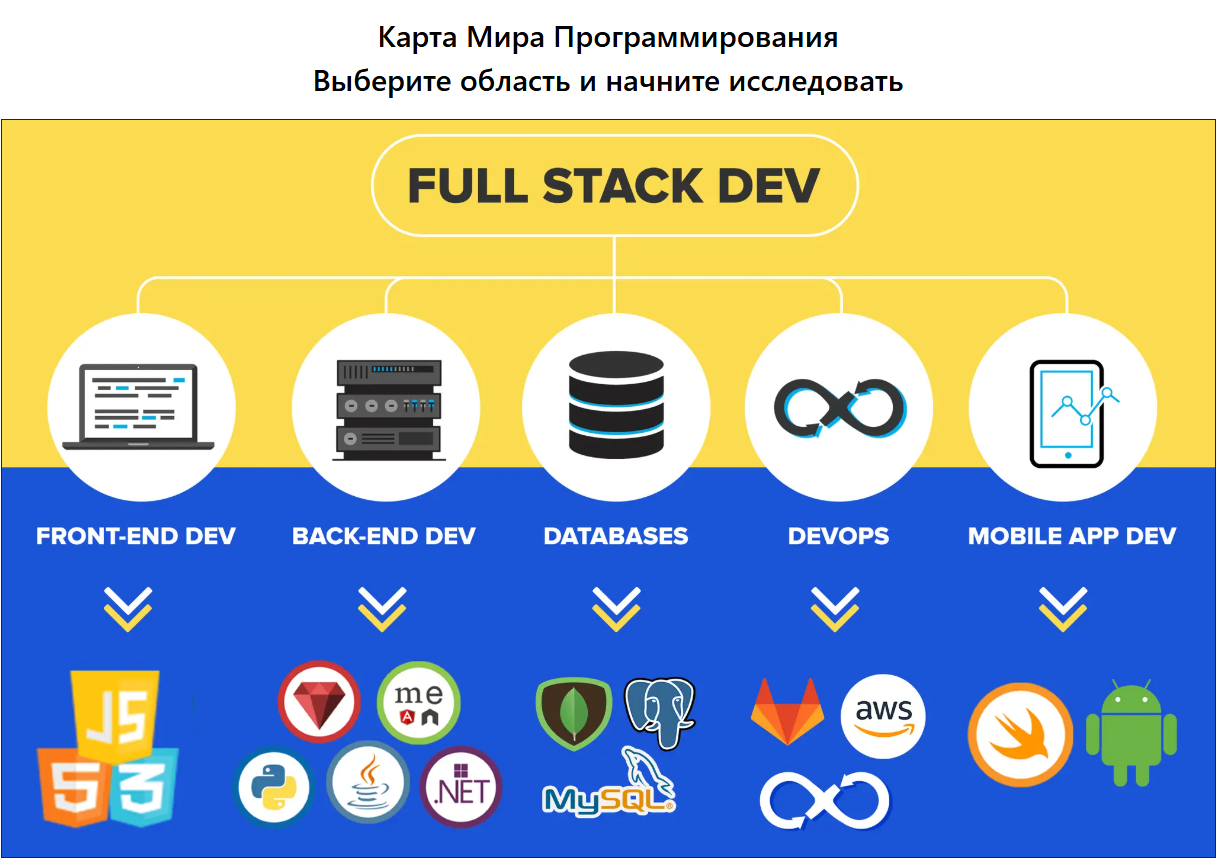 Карта Мира Программирования
Выберите область и начните исследовать
FULL STACK DEV
FRONT-END DEV
BACK-END DEV
DATABASES
DEVOPS
MOBILE APP DEV
JS
5
3
me
A n
.NET
MySQL®
aws